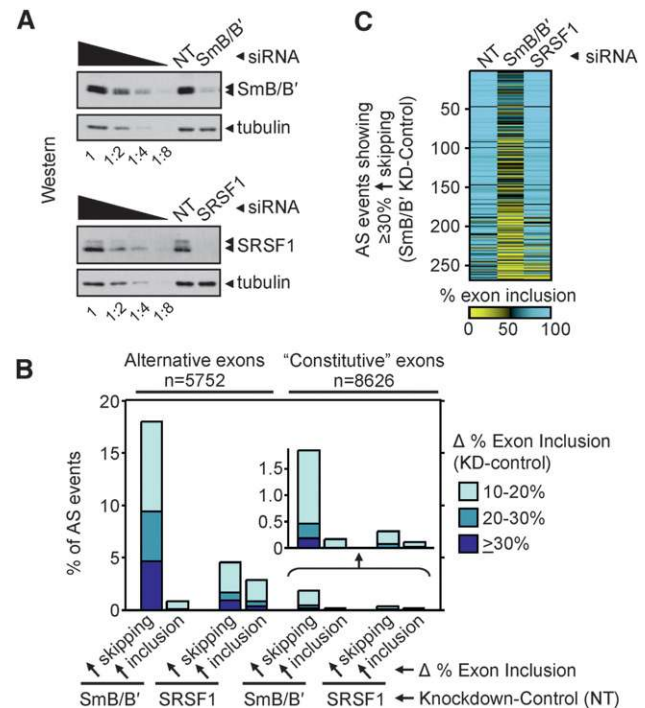 A
NT
SmB/B′
◄ siRNA
SmB/B′
tubulin
1 1:2 1:4 1:8
Western
NT
SRSF1
◄ siRNA
SRSF1
tubulin
1 1:2 1:4 1:8
C
NT
SmB/B′
SRSF1
◄ siRNA
AS events showing
≥30% ↑ skipping
(SmB/B′ KD-Control)
50
100
150
200
250
% exon inclusion
0 50 100
B
Alternative exons
n=5752
"Constitutive" exons
n=8626
% of AS events
20
15
10
5
0
1.5
1.0
0.5
0
Δ % Exon Inclusion
(KD-control)
10-20%
20-30%
≥30%
skipping
inclusion
skipping
inclusion
skipping
inclusion
skipping
inclusion
← Δ % Exon Inclusion
SmB/B′ SRSF1 SmB/B′ SRSF1 ← Knockdown-Control (NT)